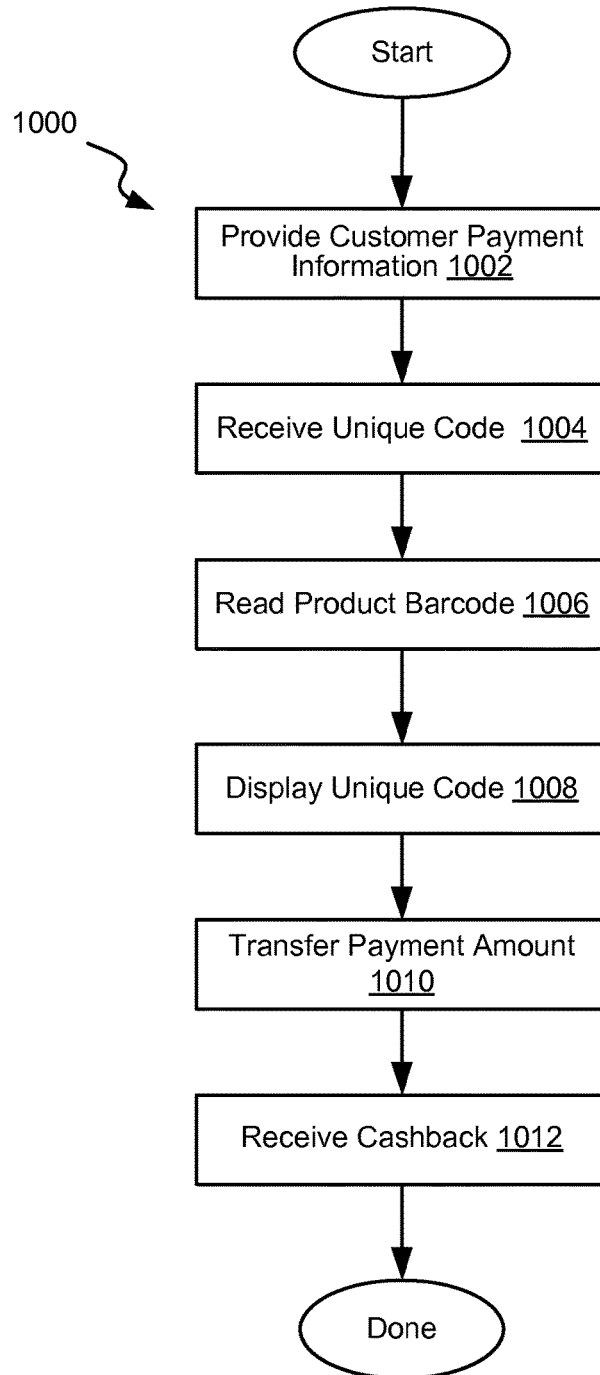 Start
1000
Provide Customer Payment
Information 1002
Receive Unique Code 1004
Read Product Barcode 1006
Display Unique Code 1008
Transfer Payment Amount
1010
Receive Cashback 1012
Done